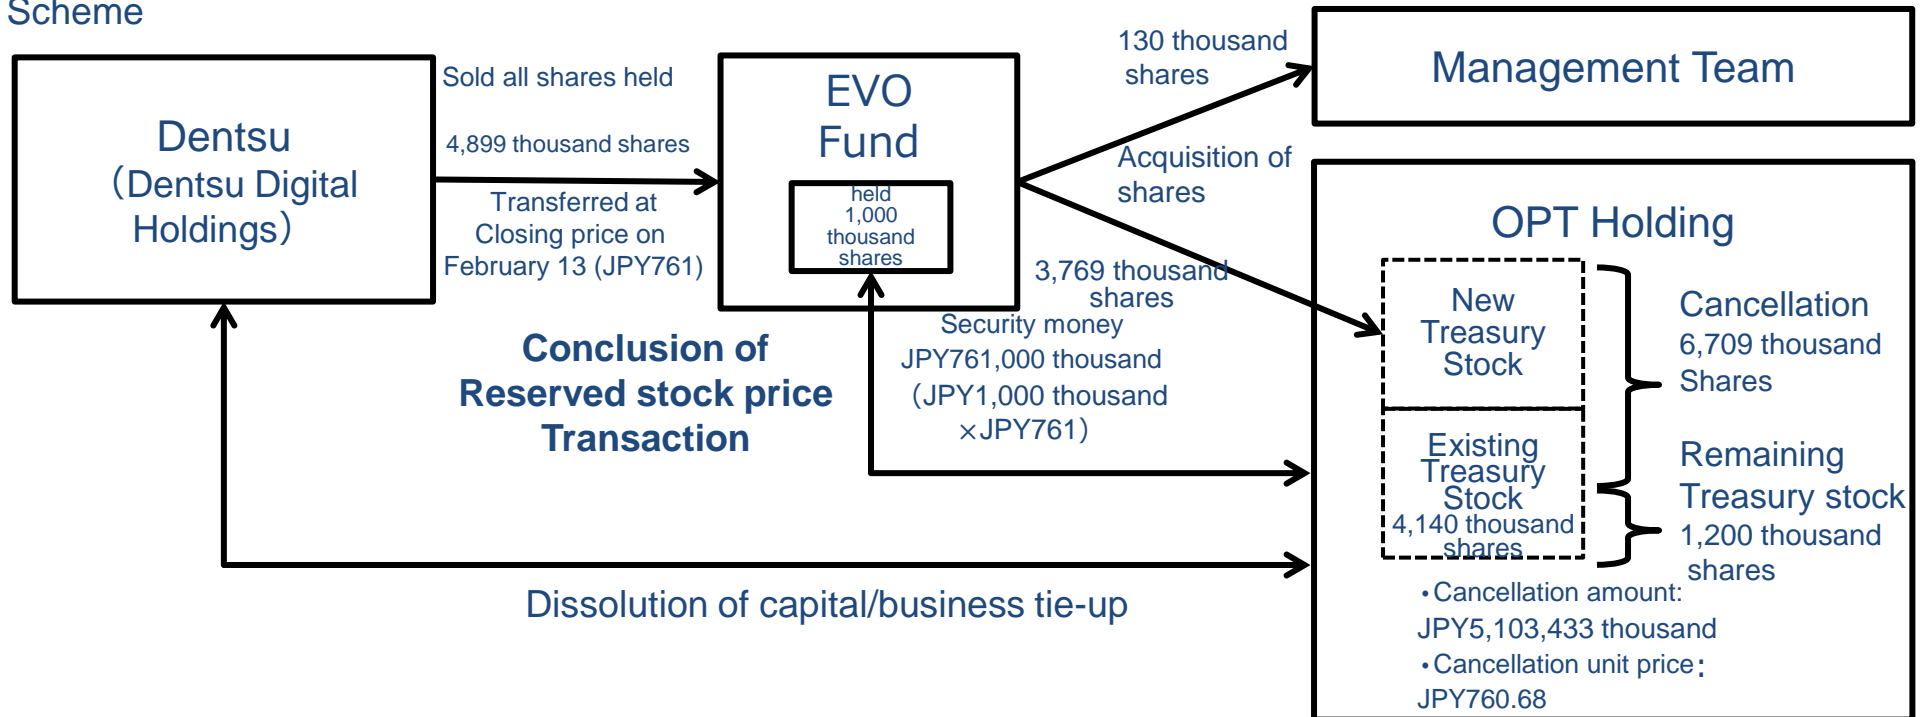 Scheme
Dentsu
（Dentsu Digital
Holdings）
Sold all shares held
4,899 thousand shares
Transferred at
Closing price on
February 13 (JPY761)
EVO
Fund
held
1,000
thousand
shares
130 thousand
shares
Acquisition of
shares
3,769 thousand
shares
Management Team
Security money
JPY761,000 thousand
（JPY1,000 thousand
×JPY761）
Conclusion of
Reserved stock price
Transaction
Dissolution of capital/business tie-up
OPT Holding
New
Treasury
Stock
Existing
Treasury
Stock
4,140 thousand
shares
Cancellation
6,709 thousand
Shares
Remaining
Treasury stock
1,200 thousand
shares
・Cancellation amount:
JPY5,103,433 thousand
・Cancellation unit price：
JPY760.68